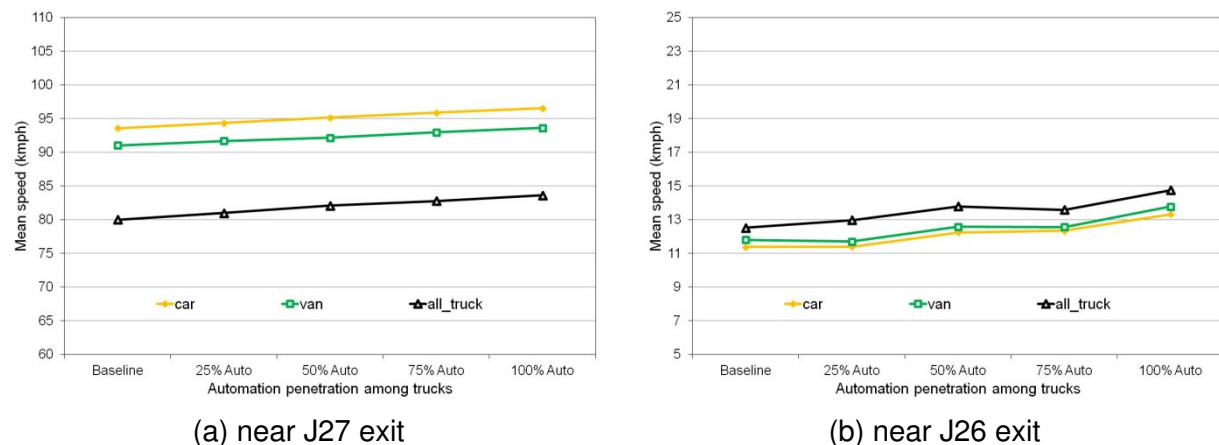 110
105
100
95
90
85
80
75
70
65
60
Mean speed (kmph)
car van all_truck
Baseline 25% Auto 50% Auto 75% Auto 100% Auto
Automation penetration among trucks
(a) near J27 exit
25
23
21
19
17
15
13
11
9
7
5
Mean speed (kmph)
car van all_truck
Baseline 25% Auto 50% Auto 75% Auto 100% Auto
Automation penetration among trucks
(b) near J26 exit